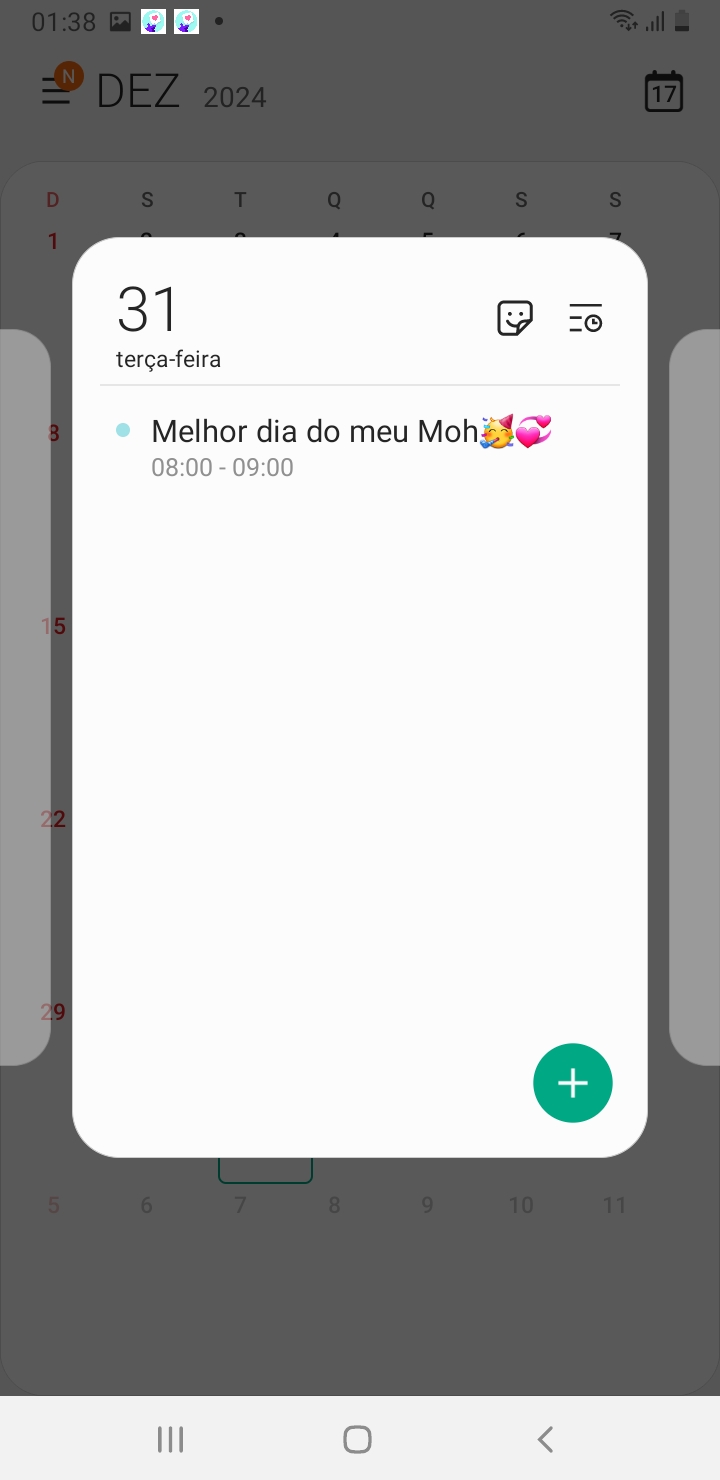 01:38
N
DEZ 2024
17
D S T Q Q S S
1
31
terça-feira
8
Melhor dia do meu Moh🥳💞
08:00 - 09:00
15
22
29
5 6 7 8 9 10 11